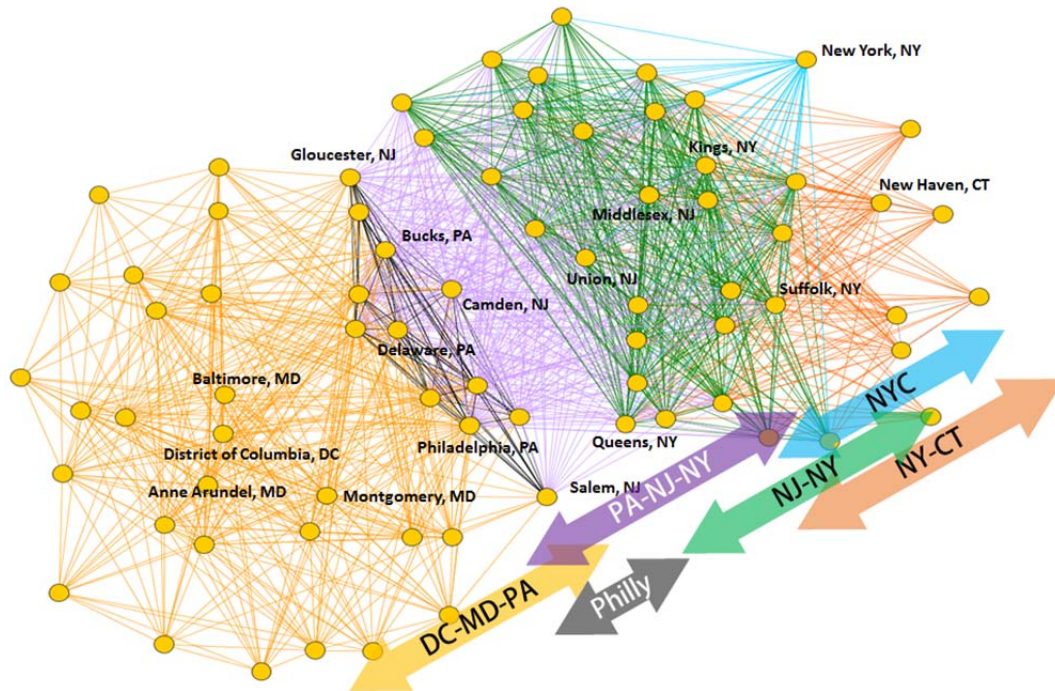 New York, NY
Gloucester, NJ
Kings, NY
New Haven, CT
Middlesex, NJ
Bucks, PA
Union, NJ
Suffolk, NY
Camden, NJ
Delaware, PA
Baltimore, MD
NYC
Philadelphia, PA
Queens, NY
District of Columbia, DC
NY-CT
PA-NJ-NY
NJ-NY
Anne Arundel, MD
Montgomery, MD
Salem, NJ
Philly
DC-MD-PA